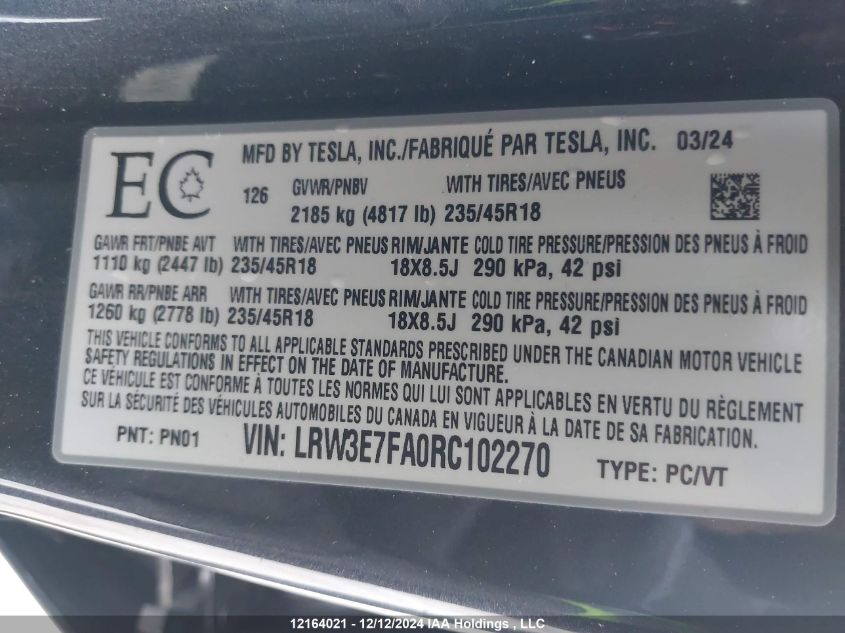 EC
MFD BY TESLA, INC./FABRIQUÉ PAR TESLA, INC. 03/24
126 GVWR/PNBV WITH TIRES/AVEC PNEUS
2185 kg (4817 lb) 235/45R18
GAWR FRT/PNBE AVT WITH TIRES/AVEC PNEUS RIM/JANTE COLD TIRE PRESSURE/PRESSION DES PNEUS À FROID
1110 kg (2447 lb) 235/45R18 18X8.5J 290 kPa, 42 psi
GAWR RR/PNBE ARR WITH TIRES/AVEC PNEUS RIM/JANTE COLD TIRE PRESSURE/PRESSION DES PNEUS À FROID
1260 kg (2778 lb) 235/45R18 18X8.5J 290 kPa, 42 psi
THIS VEHICLE CONFORMS TO ALL APPLICABLE STANDARDS PRESCRIBED UNDER THE CANADIAN MOTOR VEHICLE
SAFETY REGULATIONS IN EFFECT ON THE DATE OF MANUFACTURE.
CE VÉHICULE EST CONFORME À TOUTES LES NORMES QUI LUI SONT APPLICABLES EN VERTU DU RÈGLEMENT
SUR LA SÉCURITÉ DES VÉHICULES AUTOMOBILES DU CANADA EN VIGUEUR À LA DATE DE SA FABRICATION.
PNT: PN01 VIN: LRW3E7FA0RC102270 TYPE: PC/VT
12164021 - 12/12/2024 IAA Holdings , LLC